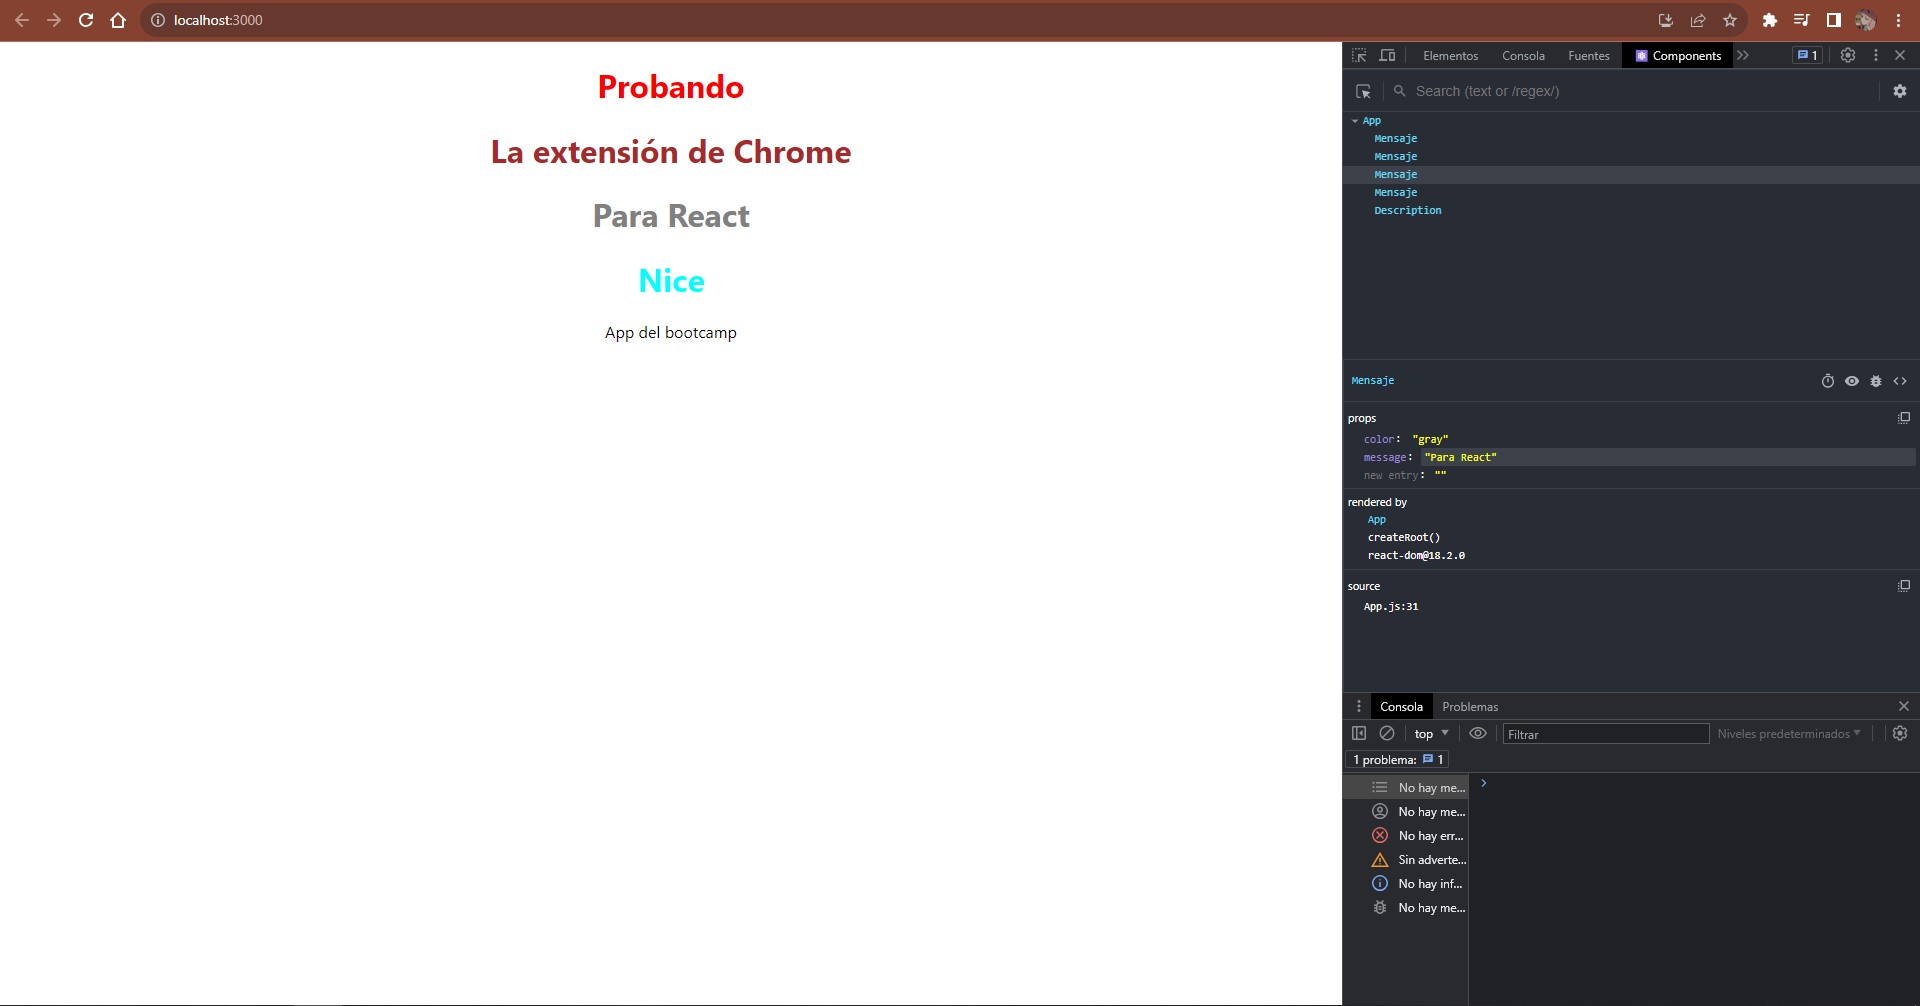 localhost:3000
Probando
La extensión de Chrome
Para React
Nice
App del bootcamp
Elementos Consola Fuentes Components 1
Search (text or /regex/)
App
Mensaje
Mensaje
Mensaje
Mensaje
Description
Mensaje
props
color: "gray"
message: "Para React"
new entry: ""
rendered by
App
createRoot()
react-dom@18.2.0
source
App.js:31
Consola Problemas
top Filtrar Niveles predeterminados
1 problema: 1
No hay me...
No hay me...
No hay err...
Sin adverte...
No hay inf...
No hay me...